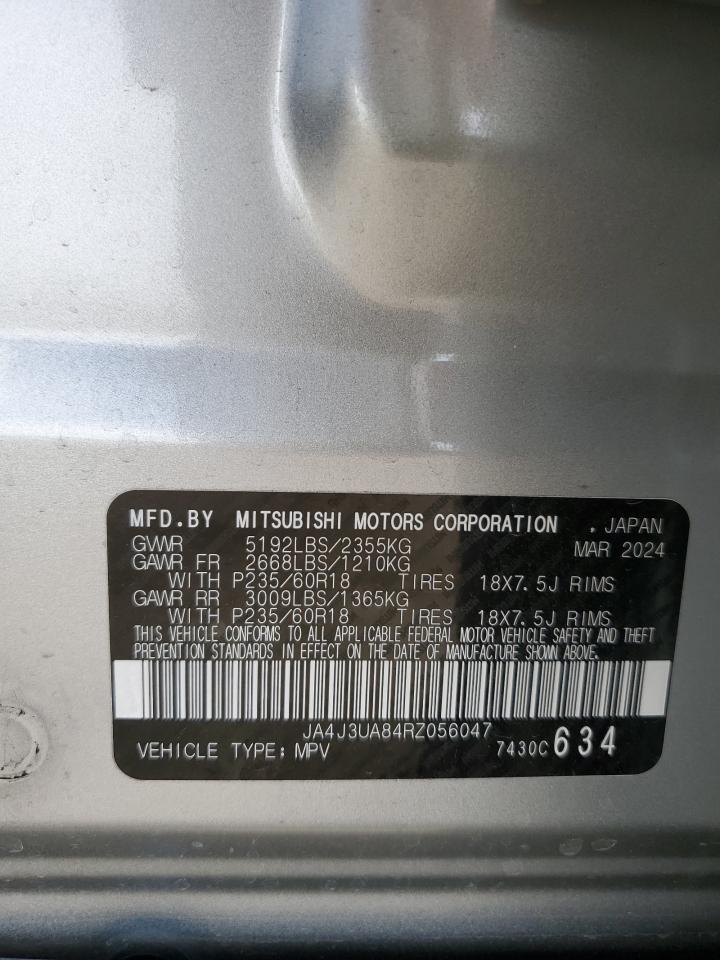 MFD.BY MITSUBISHI MOTORS CORPORATION , JAPAN
GVWR 5192LBS/2355KG MAR 2024
GAWR FR 2668LBS/1210KG
WITH P235/60R18 TIRES 18X7.5J RIMS
GAWR RR 3009LBS/1365KG
WITH P235/60R18 TIRES 18X7.5J RIMS
THIS VEHICLE CONFORMS TO ALL APPLICABLE FEDERAL MOTOR VEHICLE SAFETY AND THEFT
PREVENTION STANDARDS IN EFFECT ON THE DATE OF MANUFACTURE SHOWN ABOVE.
JA4J3UA84RZ056047
VEHICLE TYPE; MPV 7430C 634